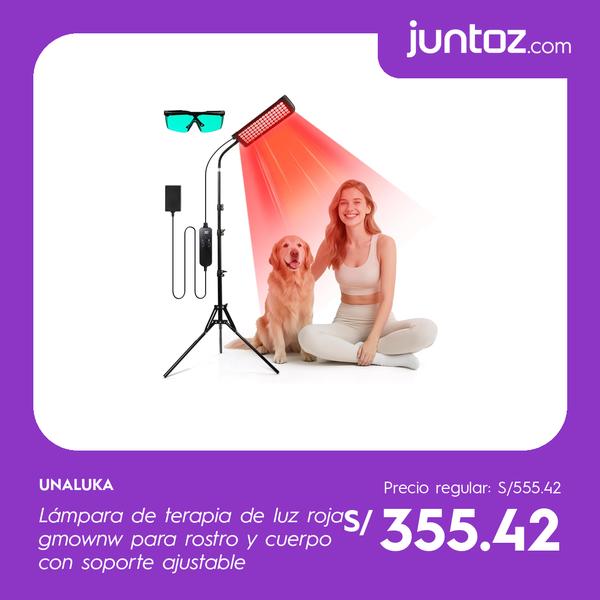 juntoz.com
UNALUKA
Lámpara de terapia de luz roja
gmownw para rostro y cuerpo
con soporte ajustable
Precio regular: S/555.42
S/ 355.42